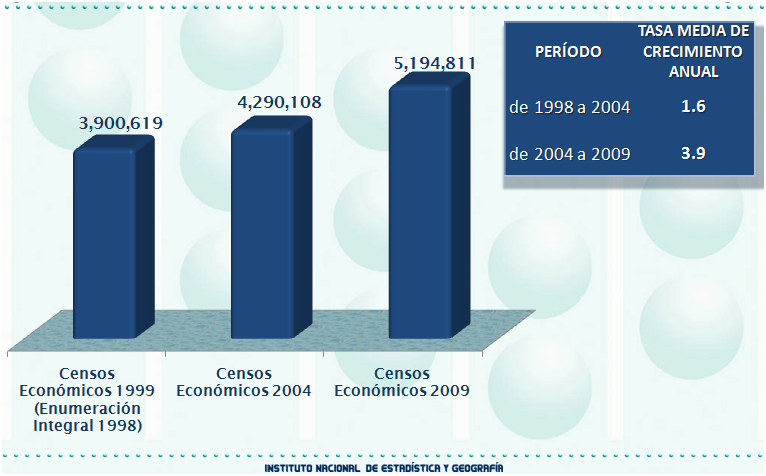 3,900,619
4,290,108
5,194,811
PERÍODO
TASA MEDIA DE
CRECIMIENTO
ANUAL
de 1998 a 2004
1.6
de 2004 a 2009
3.9
Censos
Económicos 1999
(Enumeración
Integral 1998)
Censos
Económicos 2004
Censos
Económicos 2009
INSTITUTO NACIONAL DE ESTADÍSTICA Y GEOGRAFÍA